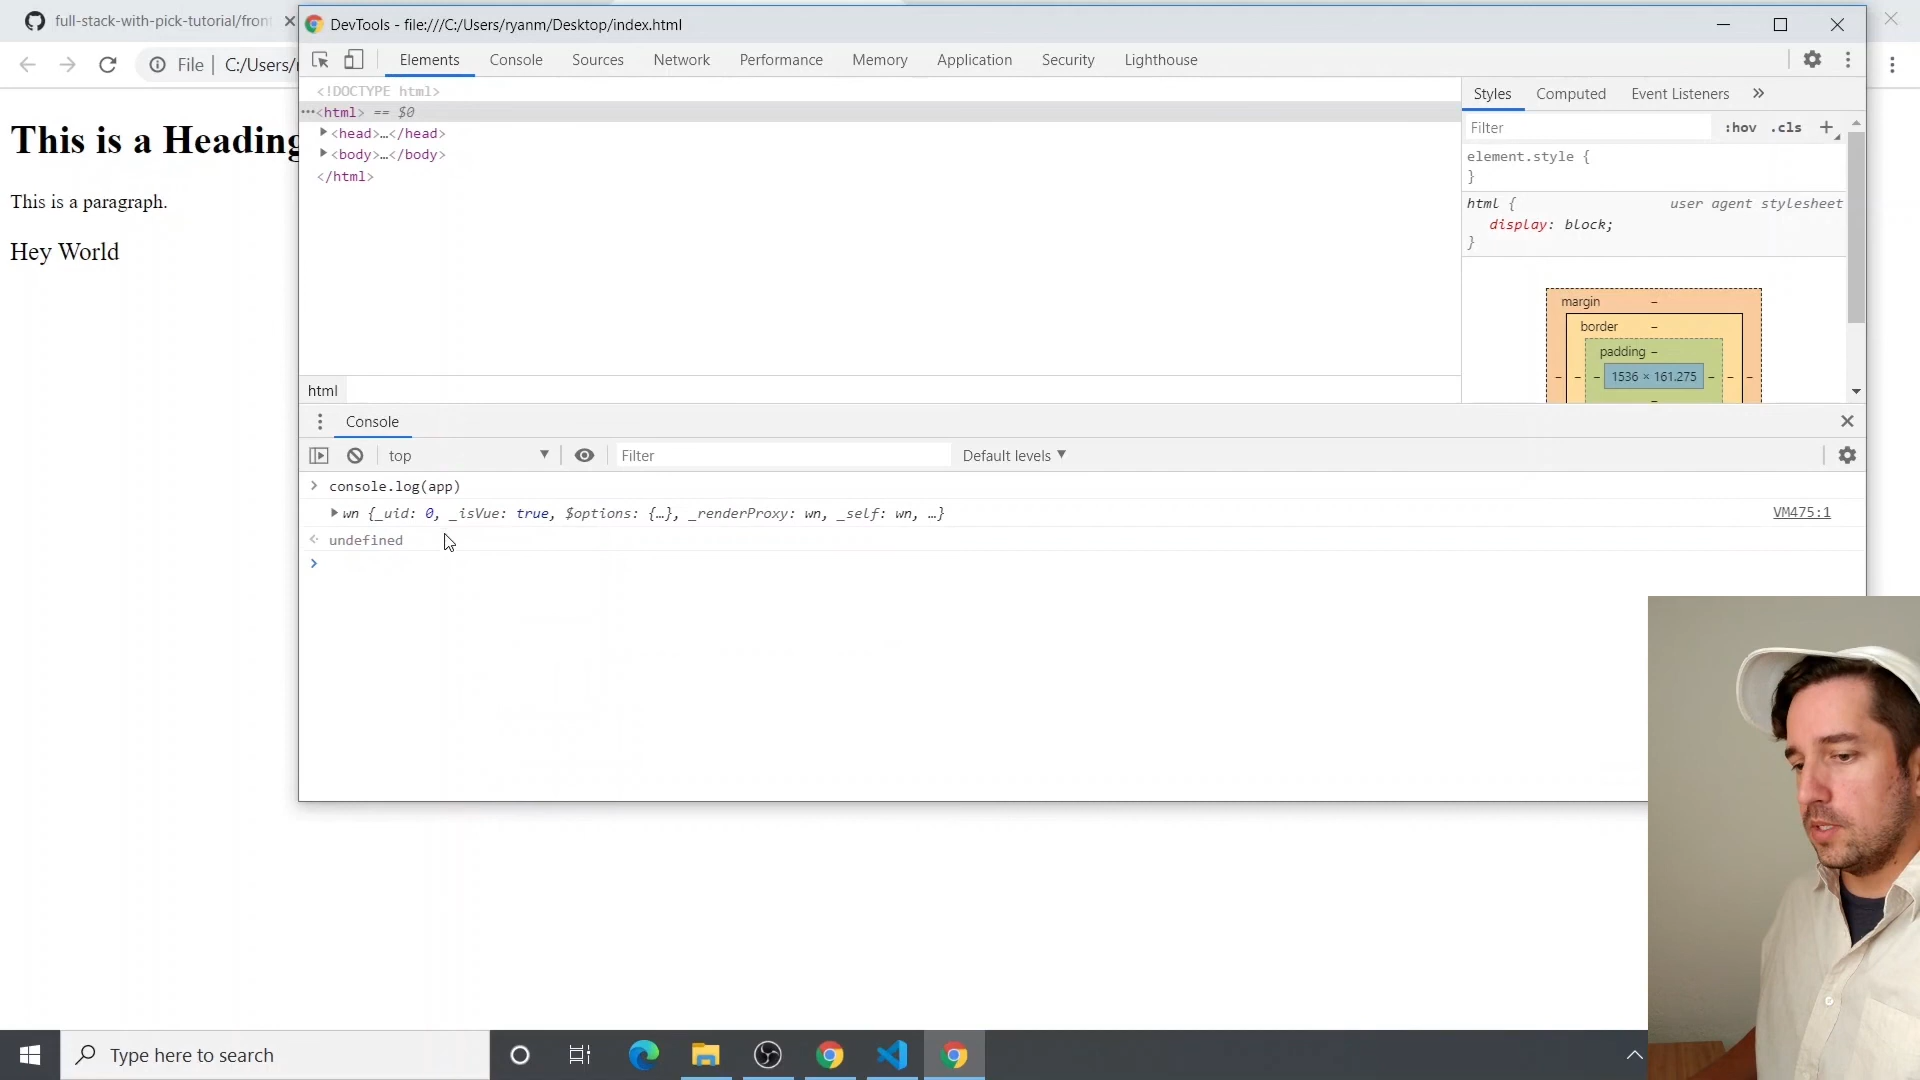 full-stack-with-pick-tutorial/fron
DevTools - file:///C:/Users/ryanm/Desktop/index.html
File | C:/Users/r
Elements Console Sources Network Performance Memory Application Security Lighthouse
This is a Heading
This is a paragraph.
Hey World
<!DOCTYPE html>
<html> == $0
<head>…</head>
<body>…</body>
</html>
html
Styles Computed Event Listeners »
Filter :hov .cls +
element.style {
}
html { user agent stylesheet
display: block;
}
margin –
border –
padding –
– – – 1536 × 161.275 – – –
Console
top Filter Default levels
> console.log(app)
wn {_uid: 0, _isVue: true, $options: {…}, _renderProxy: wn, _self: wn, …} VM475:1
undefined
>
Type here to search